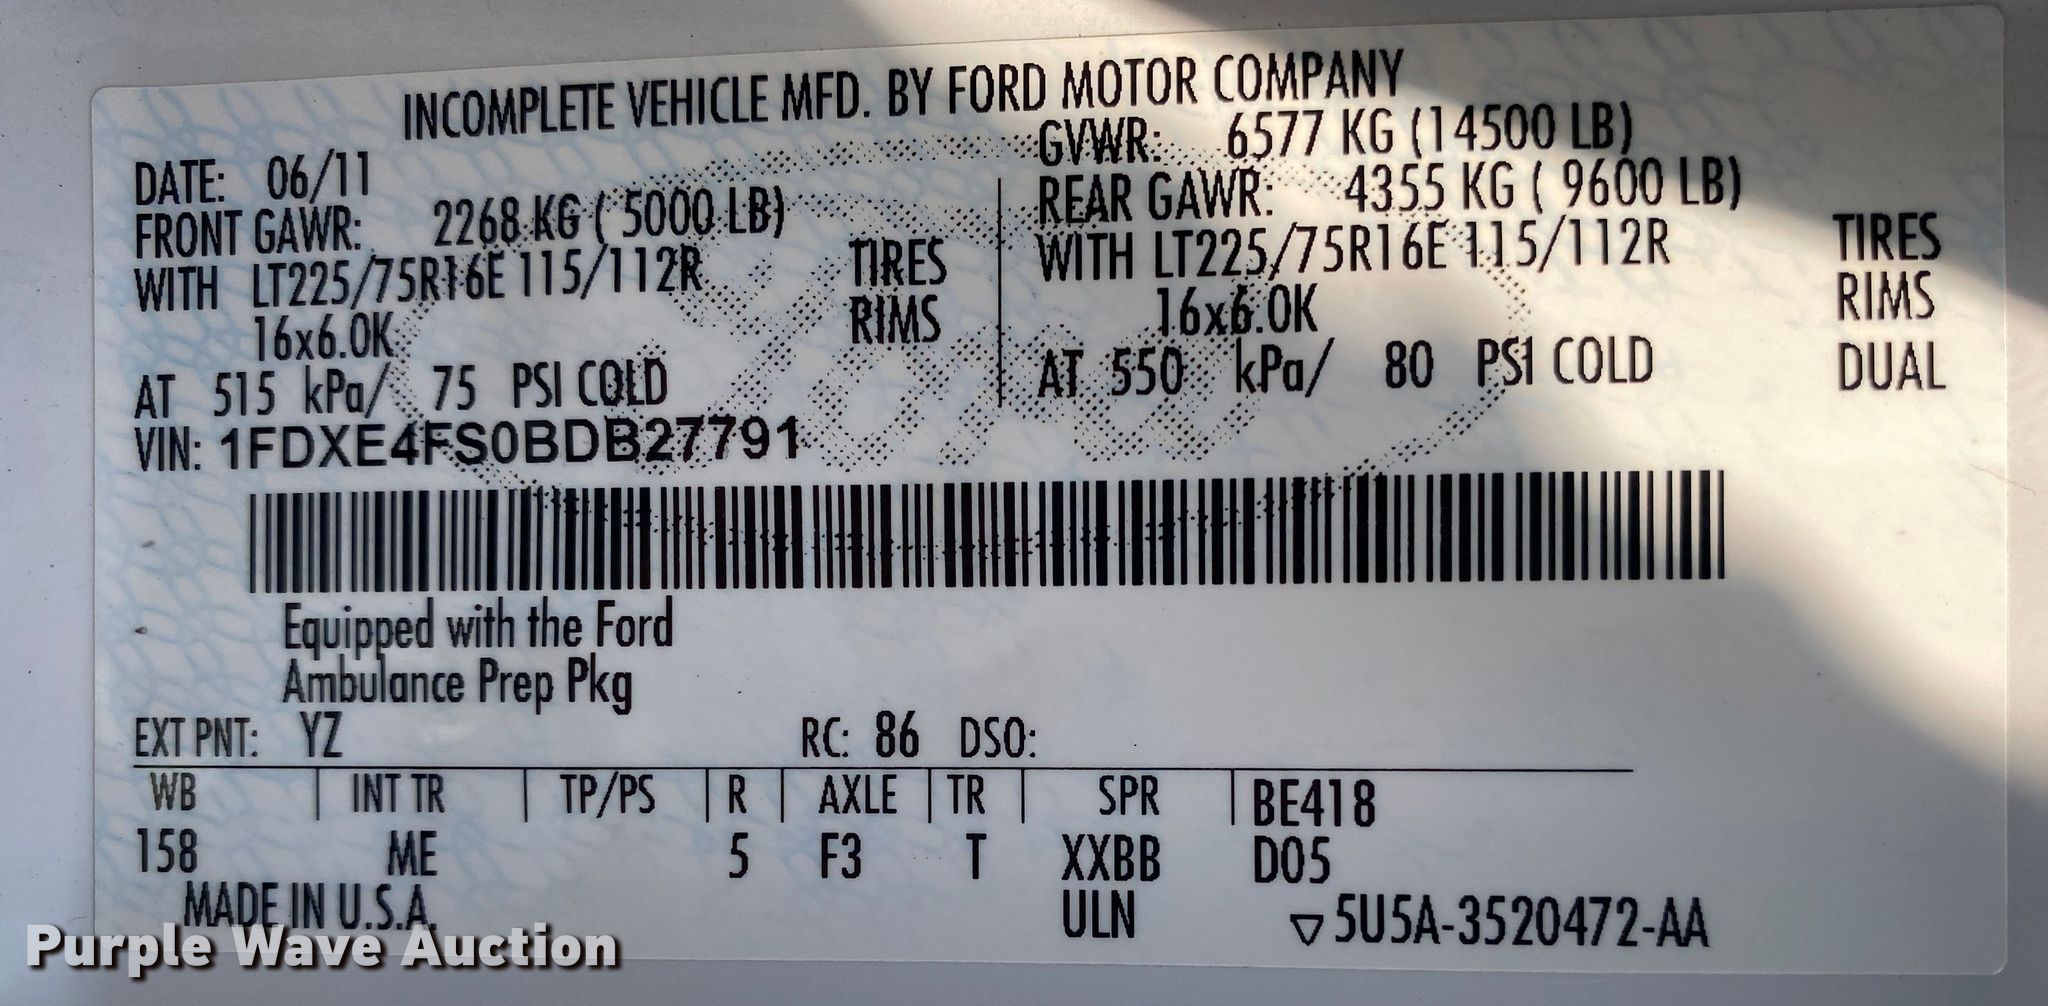 INCOMPLETE VEHICLE MFD. BY FORD MOTOR COMPANY
DATE: 06/11
GVWR: 6577 KG (14500 LB)
FRONT GAWR: 2268 KG ( 5000 LB)
REAR GAWR: 4355 KG ( 9600 LB)
WITH LT225/75R16E 115/112R TIRES
WITH LT225/75R16E 115/112R TIRES
16x6.0K RIMS
16x6.0K RIMS
AT 515 kPa/ 75 PSI COLD
AT 550 kPa/ 80 PSI COLD DUAL
VIN: 1FDXE4FS0BDB27791
Equipped with the Ford
Ambulance Prep Pkg
EXT PNT: YZ RC: 86 DSO:
WB | INT TR | TP/PS | R | AXLE | TR | SPR | BE418
158 ME 5 F3 T XXBB D05
MADE IN U.S.A. ULN ▽5U5A-3520472-AA
Purple Wave Auction